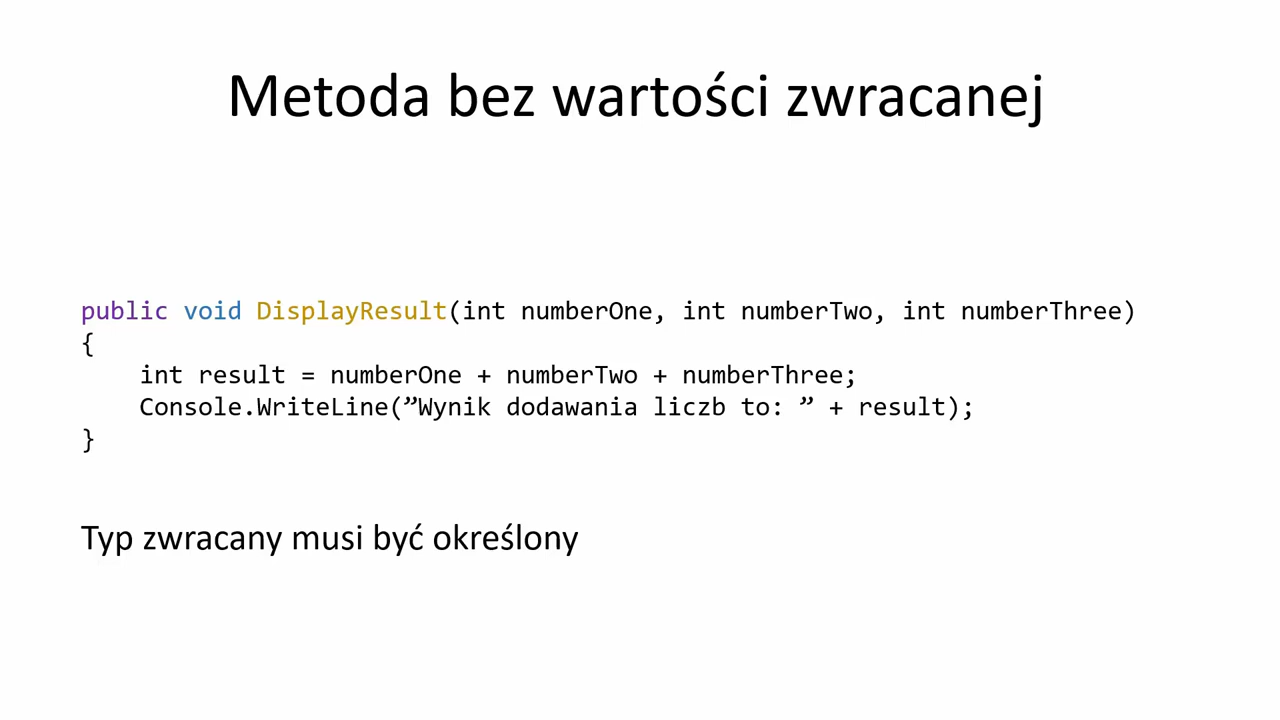 Metoda bez wartości zwracanej
public void DisplayResult(int numberOne, int numberTwo, int numberThree)
{
    int result = numberOne + numberTwo + numberThree;
    Console.WriteLine(”Wynik dodawania liczb to: ” + result);
}
Typ zwracany musi być określony